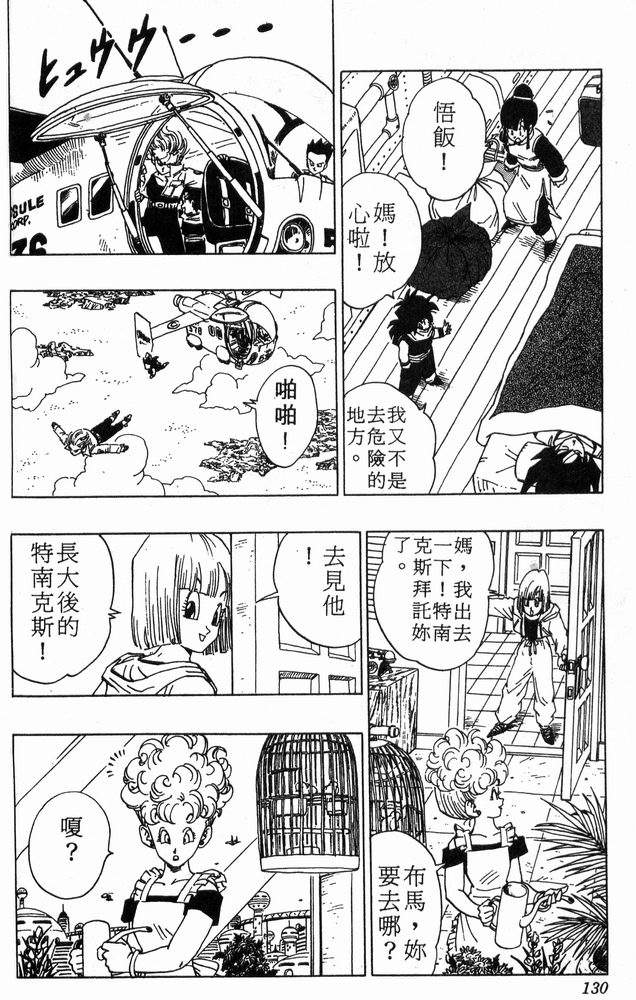 悟飯！
媽！放
心啦！
我又不是
去危險的
地方。
ヒュウゥ・・・・
SULE
CORP.
76
啪啪！
媽，我出去
一下！特南
克斯拜託妳
了。
去見他
！
長大後的
特南克斯！
布馬，妳
要去哪？
嗄？
130